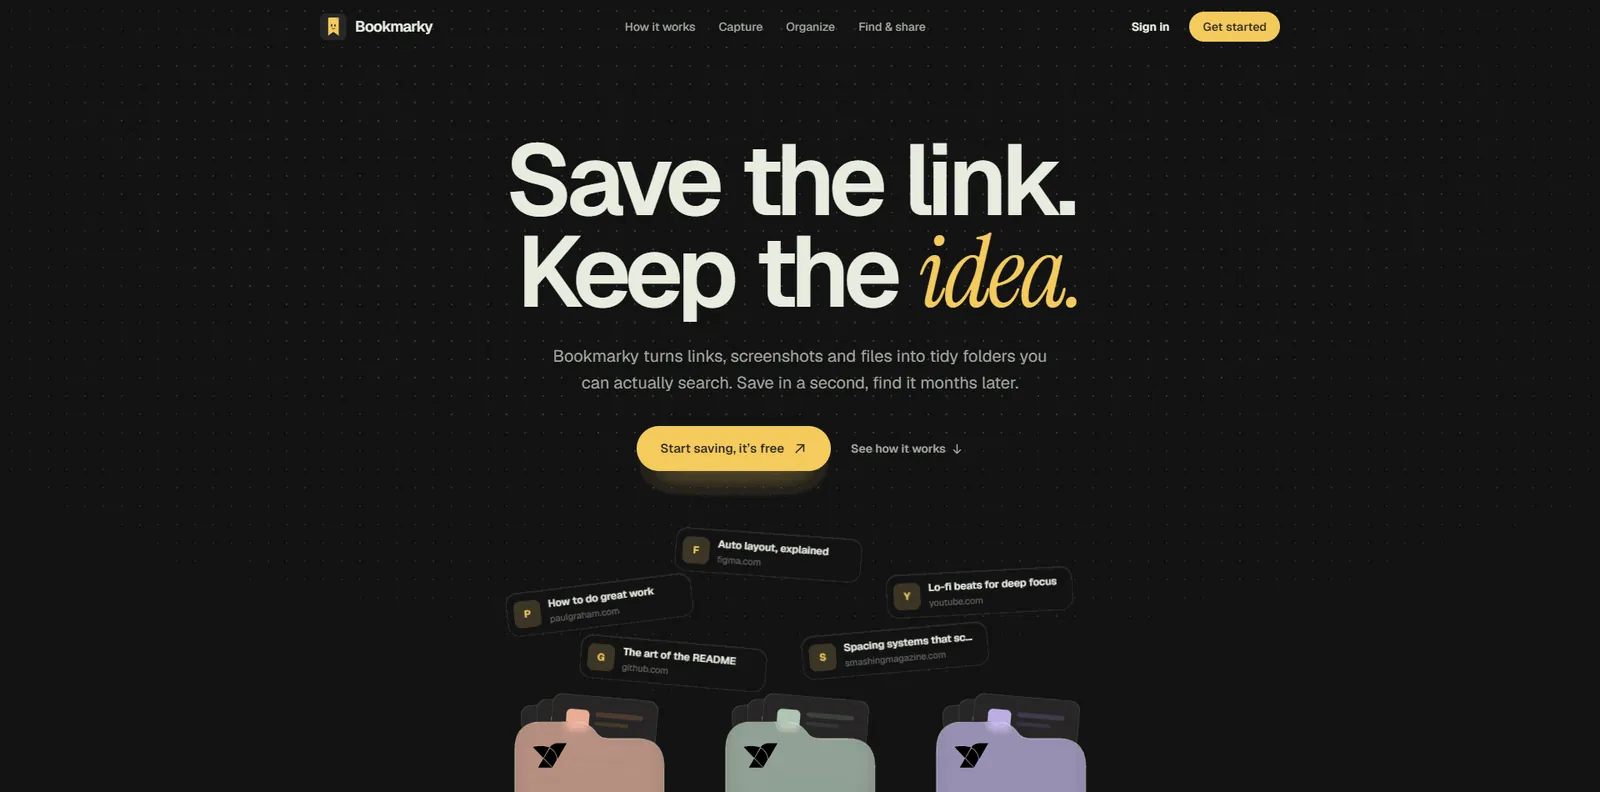 Bookmarky
How it works
Capture
Organize
Find & share
Sign in
Get started
Save the link.
Keep the idea.
Bookmarky turns links, screenshots and files into tidy folders you
can actually search. Save in a second, find it months later.
Start saving, it's free
See how it works
F
Auto layout, explained
figma.com
P
How to do great work
paulgraham.com
Y
Lo-fi beats for deep focus
youtube.com
G
The art of the README
github.com
S
Spacing systems that sc...
smashingmagazine.com